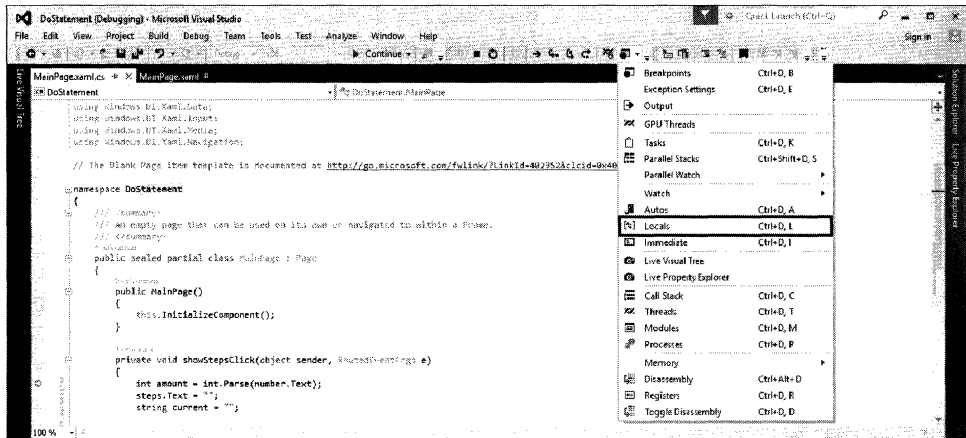 DoStatement (Debugging) - Microsoft Visual Studio
Quick Launch (Ctrl+Q)
File Edit View Project Build Debug Team Tools Test Analyze Window Help
Sign in
Continue
MainPage.xaml.cs MainPage.xaml
DoStatement
DoStatement.MainPage
Live Visual Tree
Solution Explorer Live Property Explorer
using Windows.UI.Xaml.Data;
using Windows.UI.Xaml.Input;
using Windows.UI.Xaml.Media;
using Windows.UI.Xaml.Navigation;
// The Blank Page item template is documented at http://go.microsoft.com/fwlink/?LinkId=402352&clcid=0x40
namespace DoStatement
{
/// <summary>
/// An empty page that can be used on its own or navigated to within a Frame.
/// </summary>
public sealed partial class MainPage : Page
{
public MainPage()
{
this.InitializeComponent();
}
private void showStepsClick(object sender, RoutedEventArgs e)
{
int amount = int.Parse(number.Text);
steps.Text = "";
string current = "";
100 %
Breakpoints Ctrl+D, B
Exception Settings Ctrl+D, E
Output
GPU Threads
Tasks Ctrl+D, K
Parallel Stacks Ctrl+Shift+D, S
Parallel Watch
Watch
Autos Ctrl+D, A
Locals Ctrl+D, L
Immediate Ctrl+D, I
Live Visual Tree
Live Property Explorer
Call Stack Ctrl+D, C
Threads Ctrl+D, T
Modules Ctrl+D, M
Processes Ctrl+D, P
Memory
Disassembly Ctrl+Alt+D
Registers Ctrl+D, R
Toggle Disassembly Ctrl+D, D